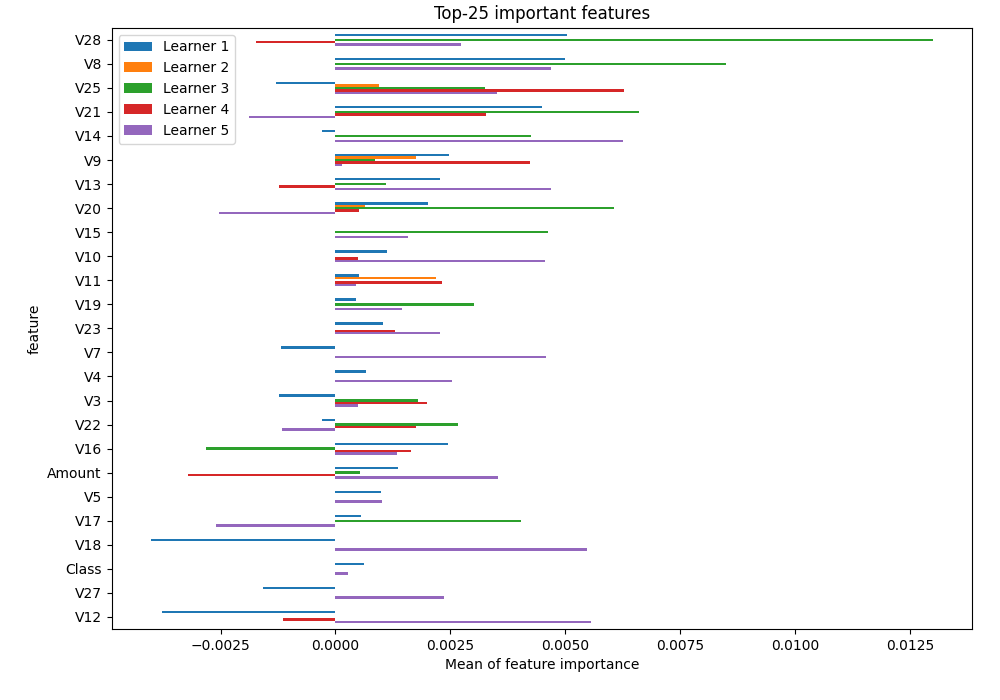 Top-25 important features
Learner 1
Learner 2
Learner 3
Learner 4
Learner 5
feature
V28
V8
V25
V21
V14
V9
V13
V20
V15
V10
V11
V19
V23
V7
V4
V3
V22
V16
Amount
V5
V17
V18
Class
V27
V12
−0.0025 0.0000 0.0025 0.0050 0.0075 0.0100 0.0125
Mean of feature importance